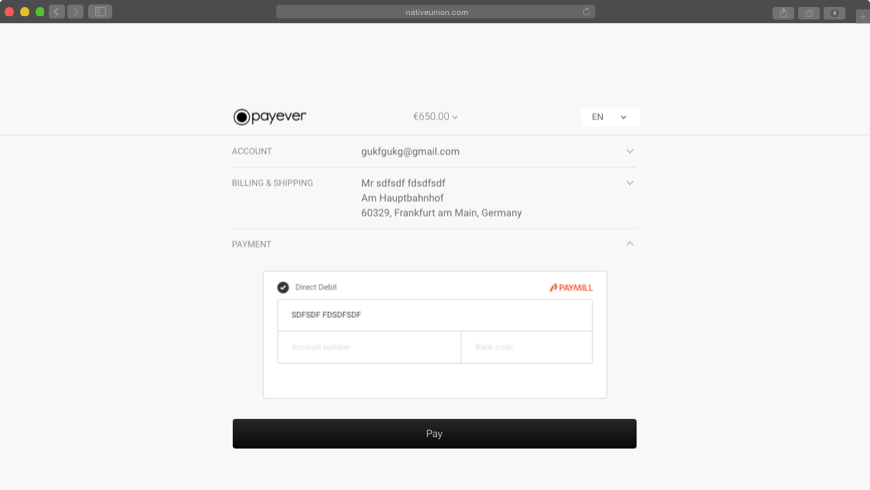 nativeunion.com
payever
€650.00
EN
ACCOUNT
gukfgukg@gmail.com
BILLING & SHIPPING
Mr sdfsdf fdsdfsdf
Am Hauptbahnhof
60329, Frankfurt am Main, Germany
PAYMENT
Direct Debit
PAYMILL
SDFSDF FDSDFSDF
Account number
Bank code
Pay